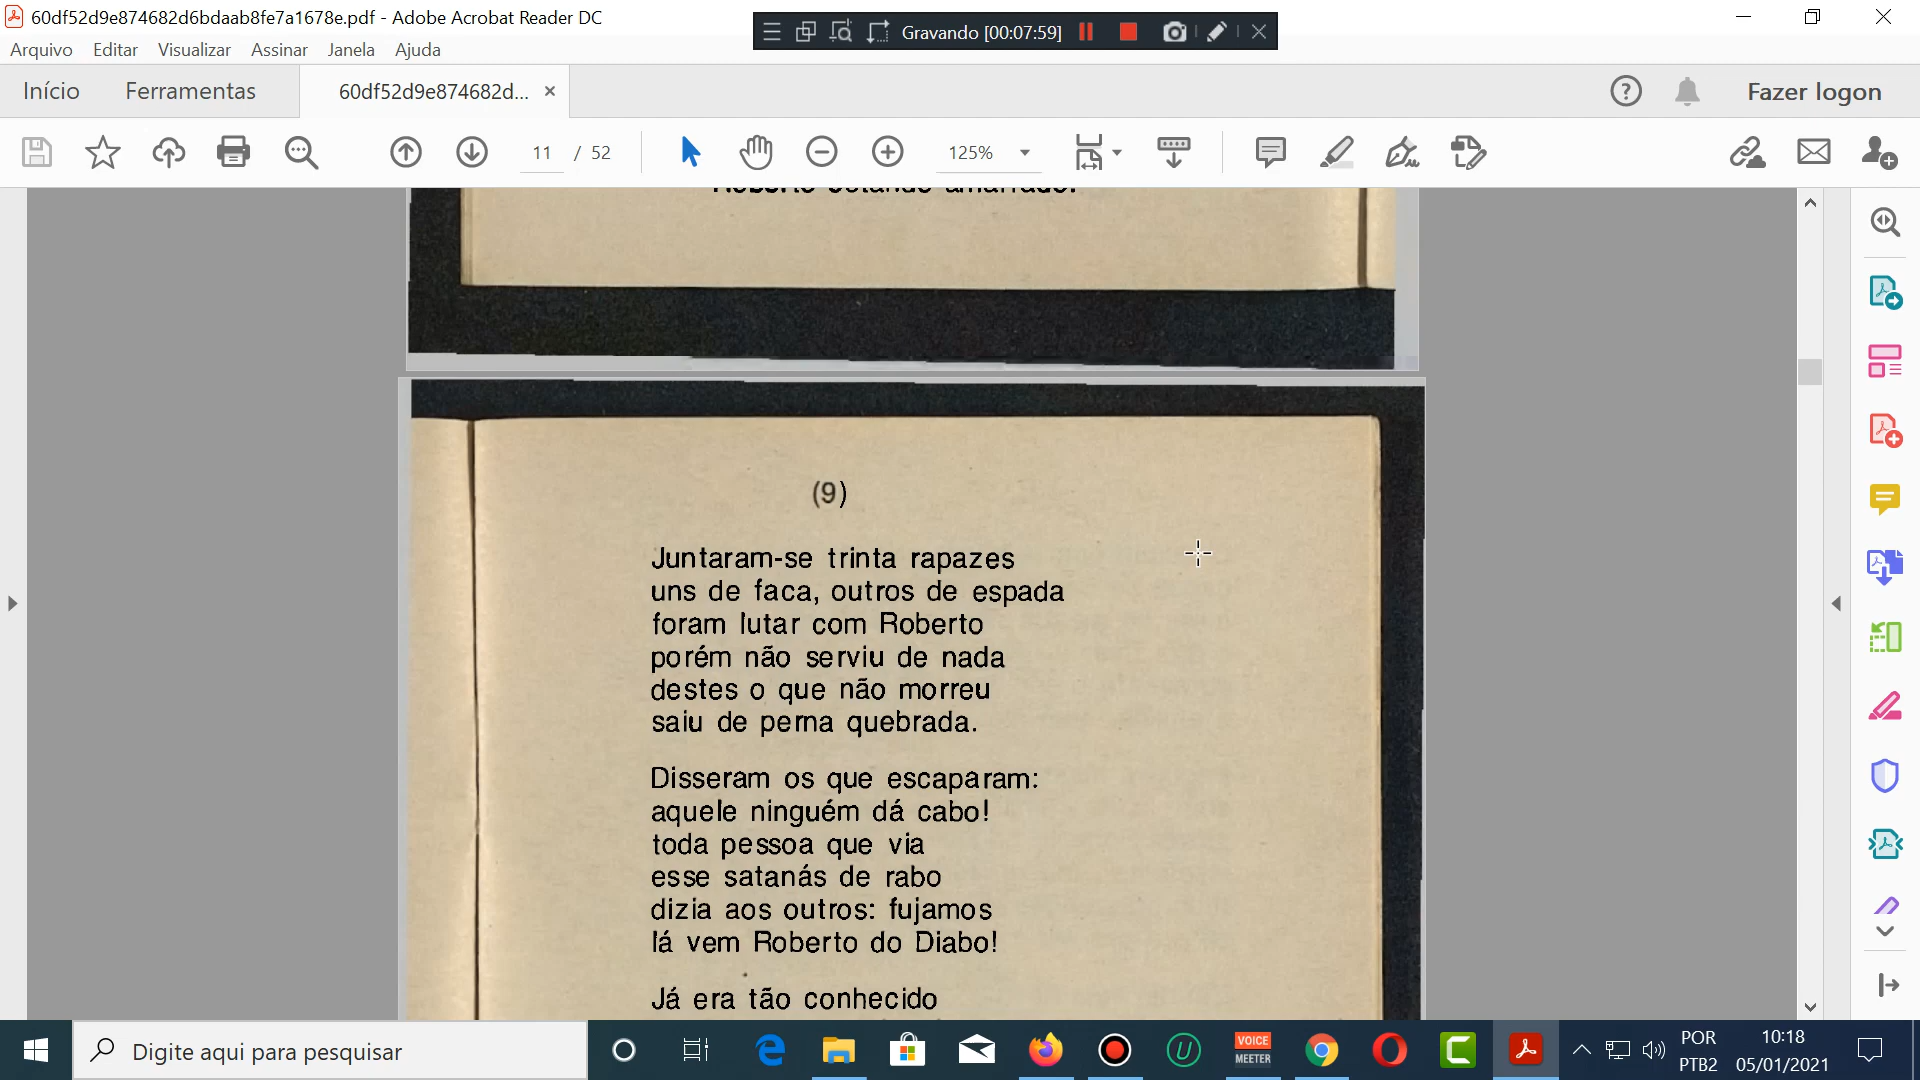 60df52d9e874682d6bdaab8fe7a1678e.pdf - Adobe Acrobat Reader DC
Gravando [00:07:59]
Arquivo Editar Visualizar Assinar Janela Ajuda
Início Ferramentas 60df52d9e874682d... × Fazer logon
11 / 52 125%
Roberto botando amarrado.
(9)
Juntaram-se trinta rapazes
uns de faca, outros de espada
foram lutar com Roberto
porém não serviu de nada
destes o que não morreu
saiu de perna quebrada.
Disseram os que escaparam:
aquele ninguém dá cabo!
toda pessoa que via
esse satanás de rabo
dizia aos outros: fujamos
lá vem Roberto do Diabo!
Já era tão conhecido
Digite aqui para pesquisar
VOICE
MEETER
POR
PTB2
10:18
05/01/2021